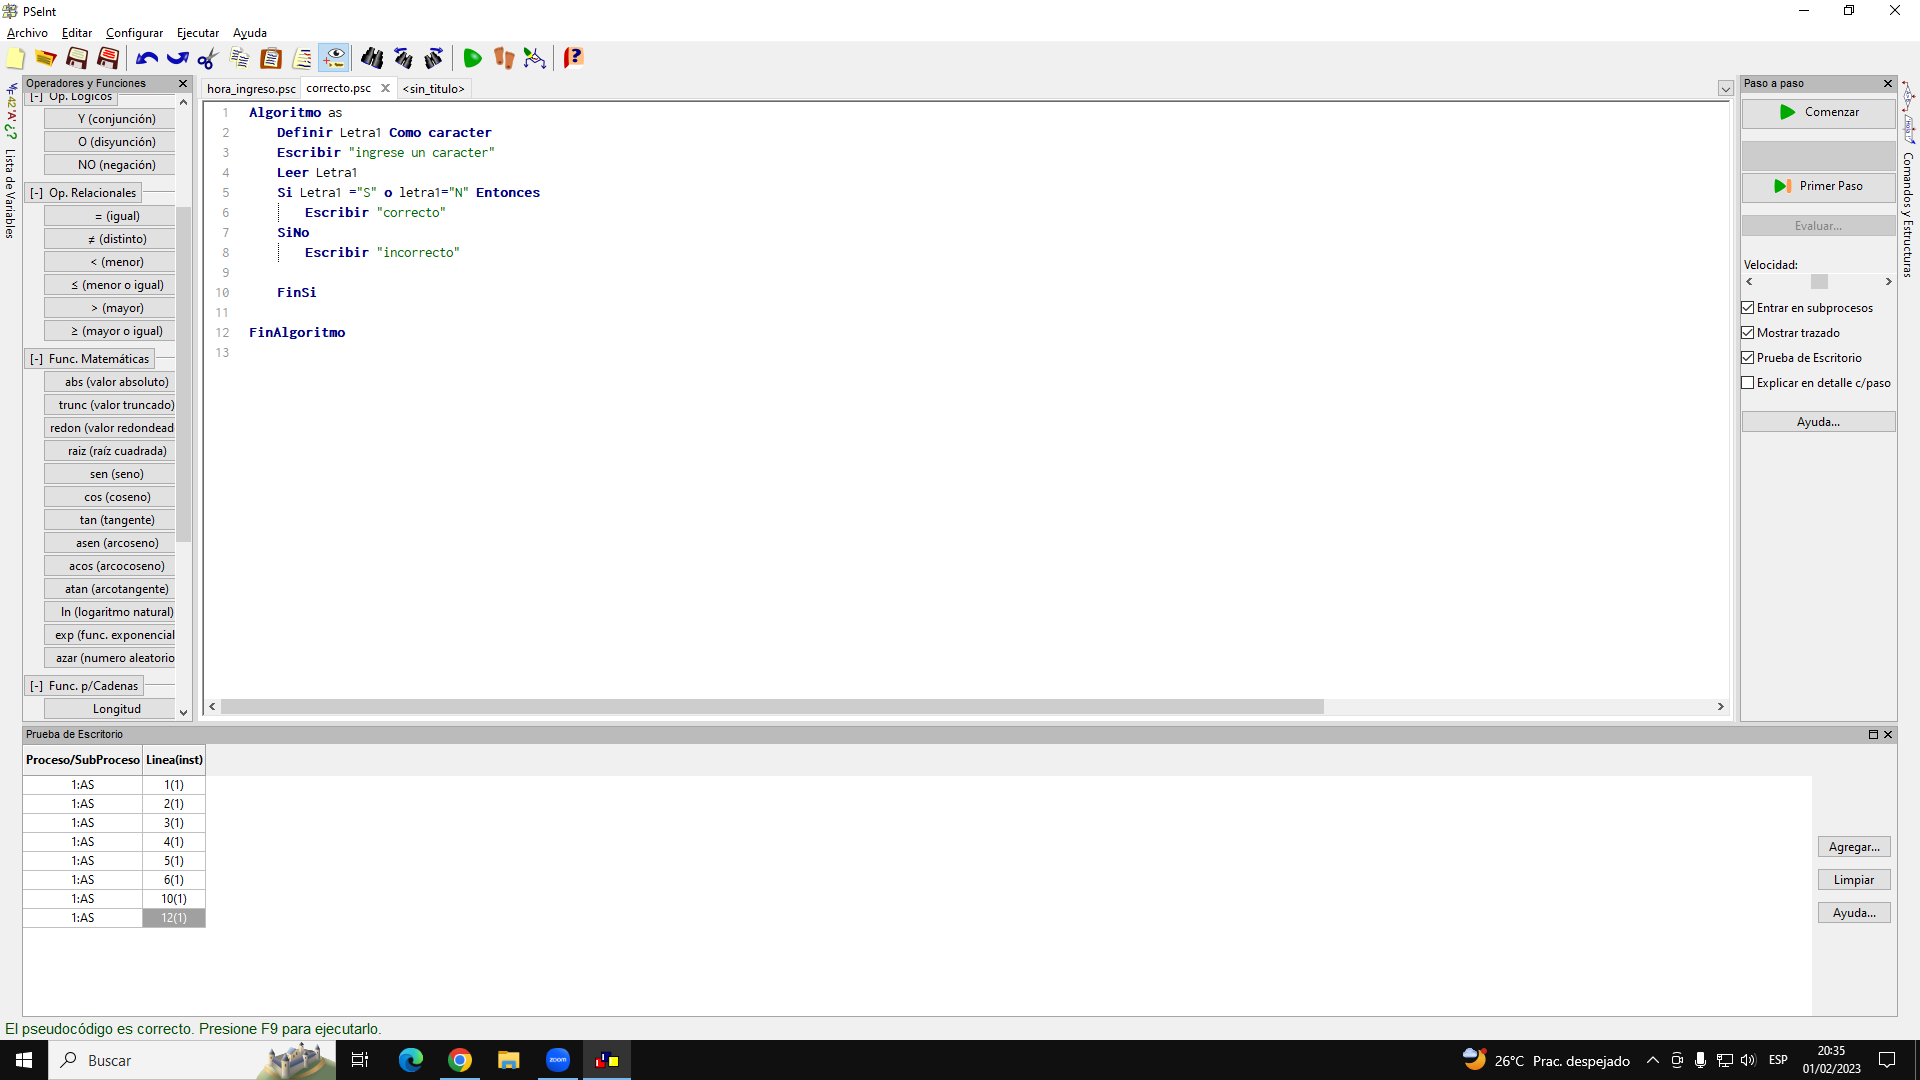 PSeInt
Archivo Editar Configurar Ejecutar Ayuda
Operadores y Funciones
[-] Op. Lógicos
Y (conjunción)
O (disyunción)
NO (negación)
[-] Op. Relacionales
= (igual)
≠ (distinto)
< (menor)
≤ (menor o igual)
> (mayor)
≥ (mayor o igual)
[-] Func. Matemáticas
abs (valor absoluto)
trunc (valor truncado)
redon (valor redondead
raiz (raíz cuadrada)
sen (seno)
cos (coseno)
tan (tangente)
asen (arcoseno)
acos (arcocoseno)
atan (arcotangente)
ln (logaritmo natural)
exp (func. exponencial
azar (numero aleatorio
[-] Func. p/Cadenas
Longitud
Lista de Variables
hora_ingreso.psc correcto.psc <sin_titulo>
1 Algoritmo as
2 Definir Letra1 Como caracter
3 Escribir "ingrese un caracter"
4 Leer Letra1
5 Si Letra1 ="S" o letra1="N" Entonces
6 Escribir "correcto"
7 SiNo
8 Escribir "incorrecto"
9
10 FinSi
11
12 FinAlgoritmo
13
Paso a paso
Comenzar
Primer Paso
Evaluar...
Velocidad:
Entrar en subprocesos
Mostrar trazado
Prueba de Escritorio
Explicar en detalle c/paso
Ayuda...
Comandos y Estructuras
Prueba de Escritorio
Proceso/SubProceso Linea(inst)
1:AS 1(1)
1:AS 2(1)
1:AS 3(1)
1:AS 4(1)
1:AS 5(1)
1:AS 6(1)
1:AS 10(1)
1:AS 12(1)
Agregar...
Limpiar
Ayuda...
El pseudocódigo es correcto. Presione F9 para ejecutarlo.
Buscar
zoom
26°C Prac. despejado
ESP
20:35
01/02/2023